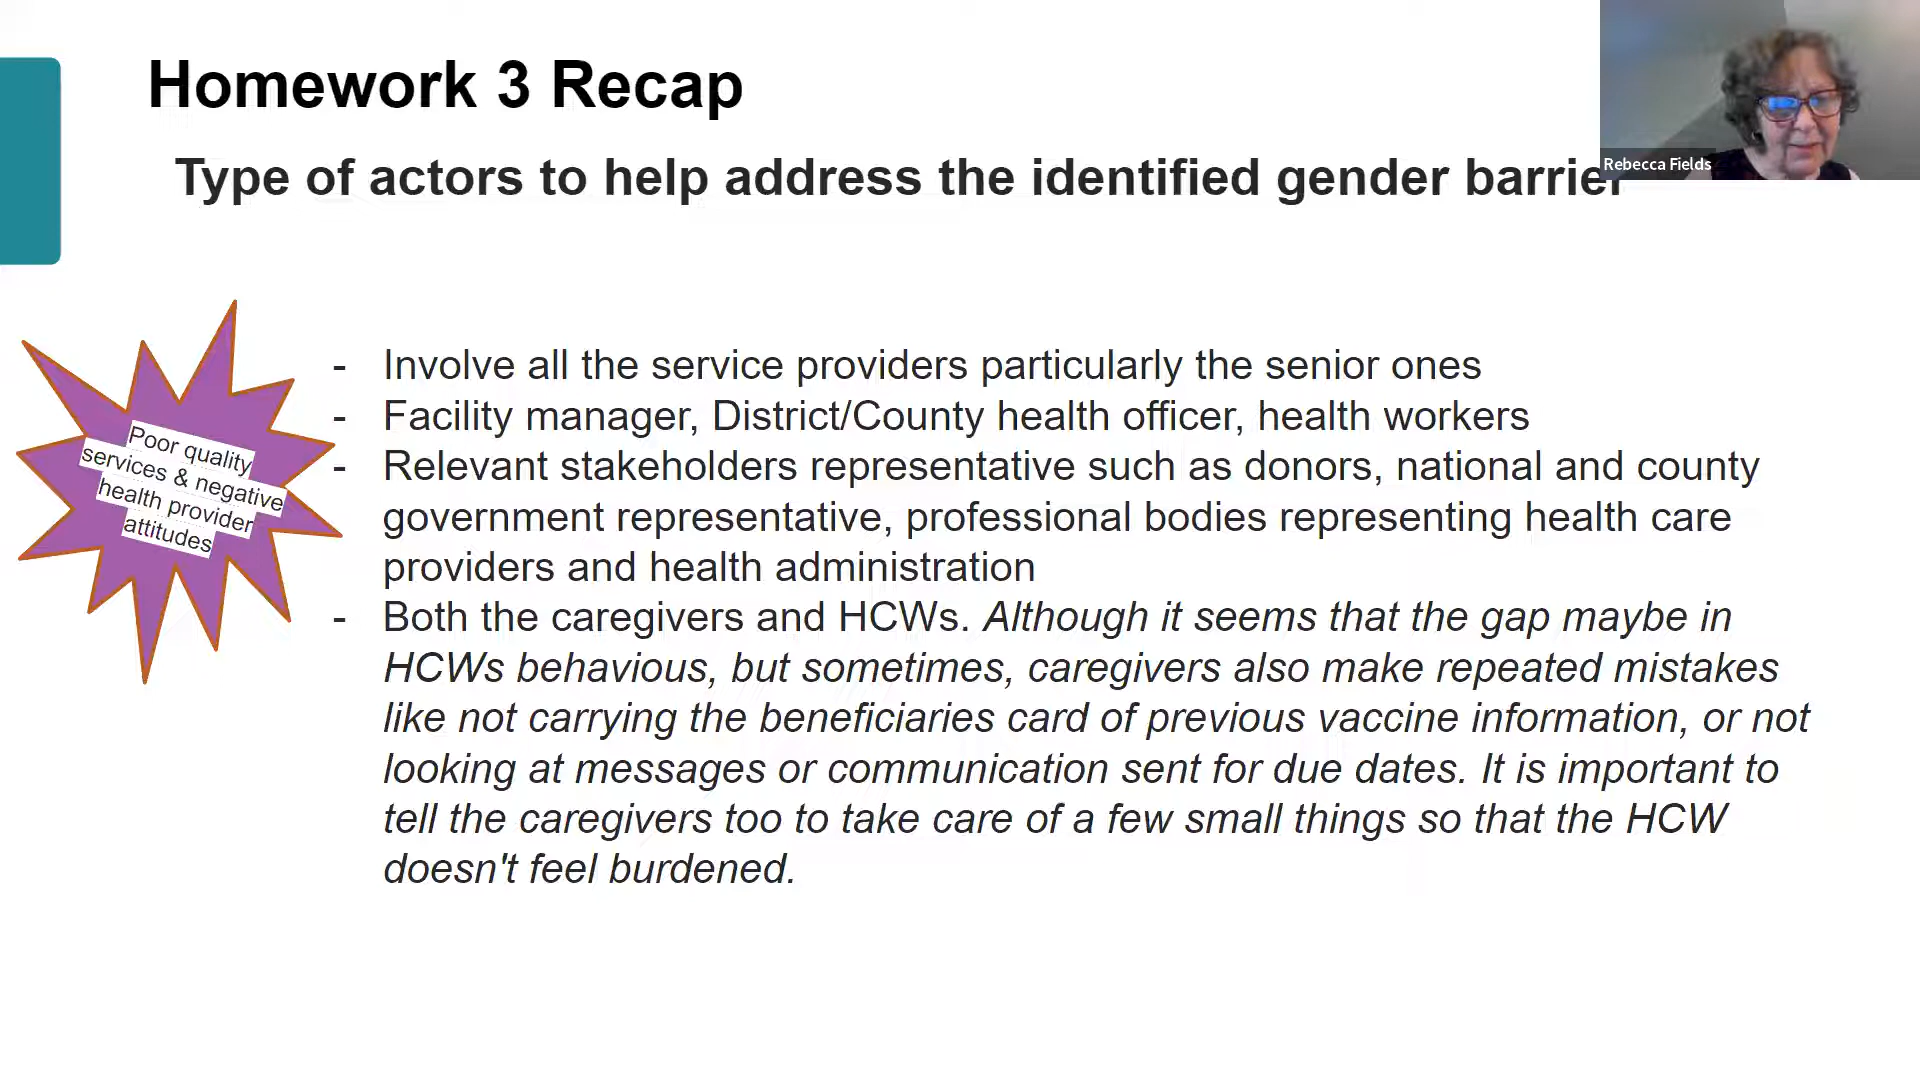 Homework 3 Recap
Rebecca Fields
Type of actors to help address the identified gender barrier
Poor quality
services & negative
health provider
attitudes
- Involve all the service providers particularly the senior ones
- Facility manager, District/County health officer, health workers
- Relevant stakeholders representative such as donors, national and county
government representative, professional bodies representing health care
providers and health administration
- Both the caregivers and HCWs. Although it seems that the gap maybe in
HCWs behavious, but sometimes, caregivers also make repeated mistakes
like not carrying the beneficiaries card of previous vaccine information, or not
looking at messages or communication sent for due dates. It is important to
tell the caregivers too to take care of a few small things so that the HCW
doesn't feel burdened.